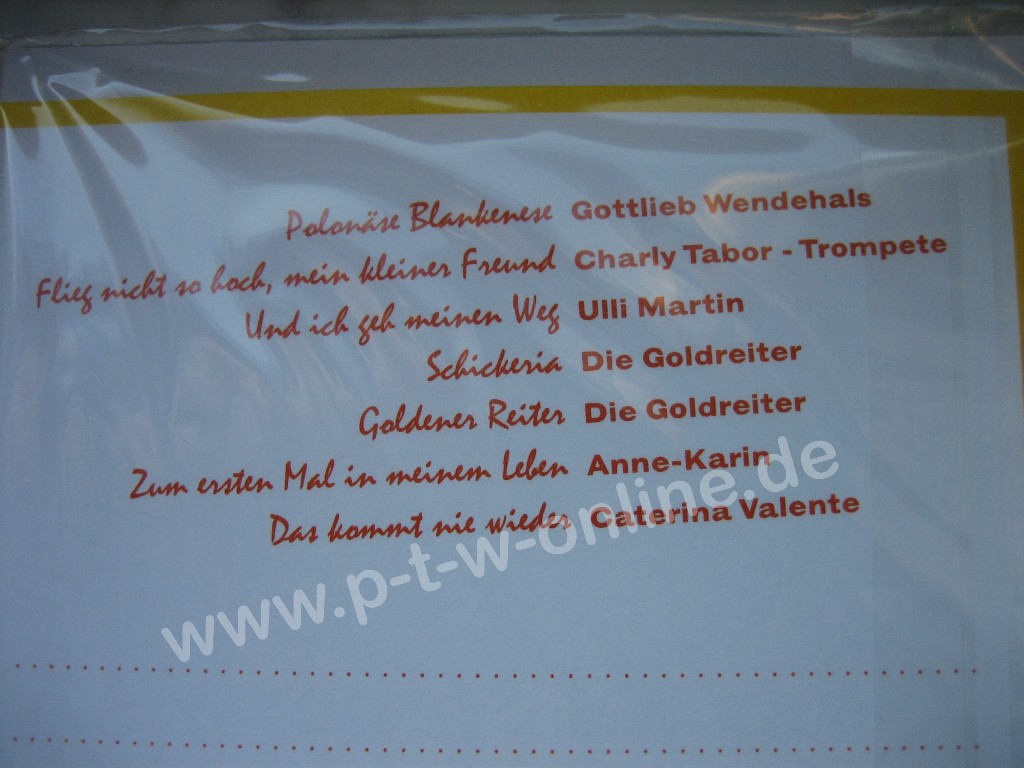 Polonäse Blankenese Gottlieb Wendehals
Flieg nicht so hoch, mein kleiner Freund Charly Tabor - Trompete
Und ich geh meinen Weg Ulli Martin
Schickeria Die Goldreiter
Goldener Reiter Die Goldreiter
Zum ersten Mal in meinem Leben Anne-Karin
Das kommt nie wieder Caterina Valente
www.p-t-w-online.de